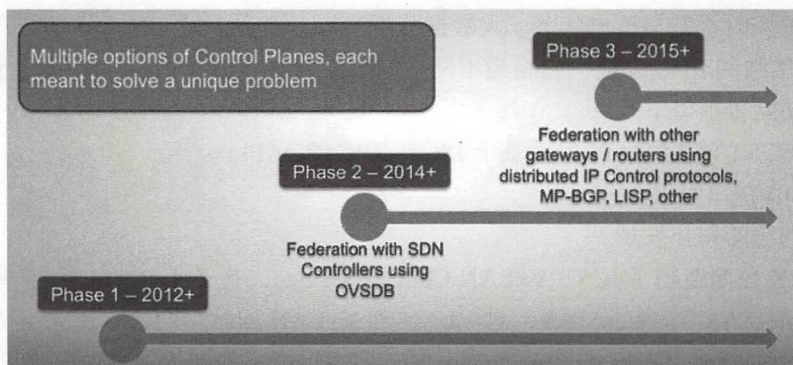 Multiple options of Control Planes, each
meant to solve a unique problem
Phase 3 – 2015+
Federation with other
gateways / routers using
distributed IP Control protocols,
MP-BGP, LISP, other
Phase 2 – 2014+
Federation with SDN
Controllers using
OVSDB
Phase 1 – 2012+